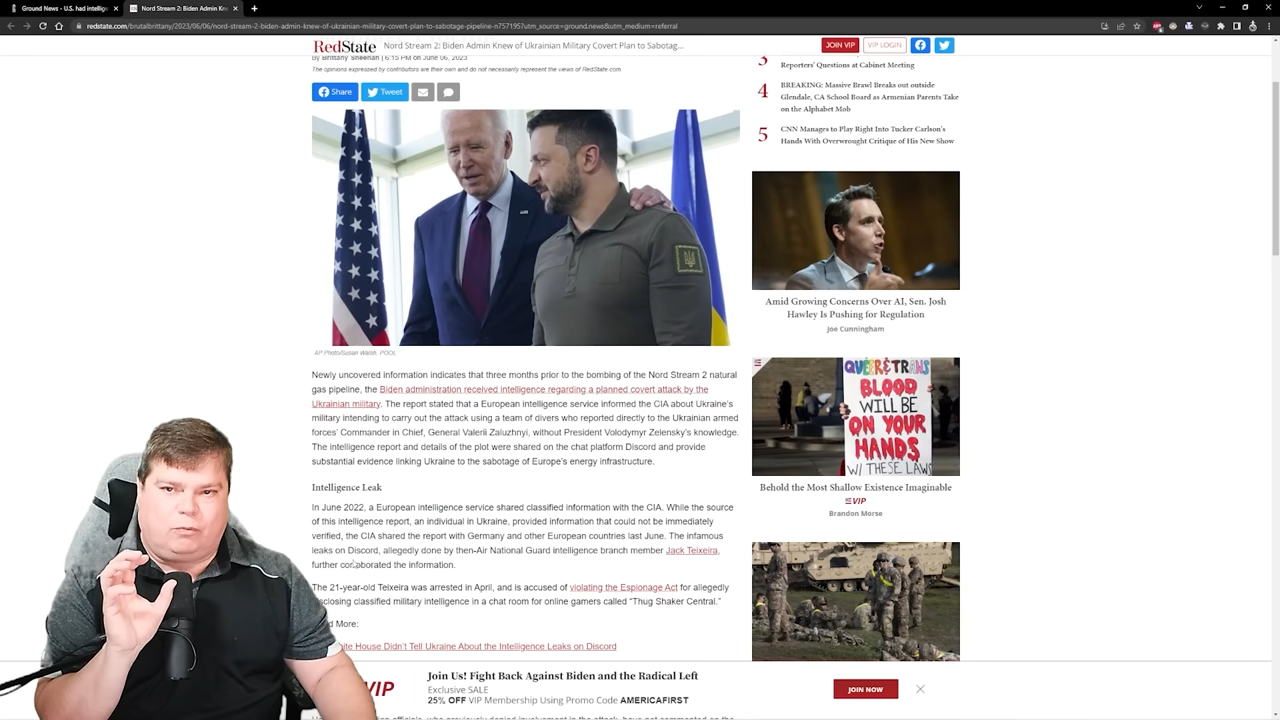 Ground News - U.S. had intellige
Nord Stream 2: Biden Admin Kn
redstate.com/brutalbrittany/2023/06/06/nord-stream-2-biden-admin-knew-of-ukrainian-military-covert-plan-to-sabotage-pipeline-n757195?utm_source=ground.news&utm_medium=referral
RedState
Nord Stream 2: Biden Admin Knew of Ukrainian Military Covert Plan to Sabotag...
JOIN VIP
VIP LOGIN
By Brittany Sheehan | 6:15 PM on June 06, 2023
The opinions expressed by contributors are their own and do not necessarily represent the views of RedState.com.
Share
Tweet
AP Photo/Susan Walsh, POOL
Newly uncovered information indicates that three months prior to the bombing of the Nord Stream 2 natural
gas pipeline, the Biden administration received intelligence regarding a planned covert attack by the
Ukrainian military. The report stated that a European intelligence service informed the CIA about Ukraine's
military intending to carry out the attack using a team of divers who reported directly to the Ukrainian armed
forces' Commander in Chief, General Valerii Zaluzhnyi, without President Volodymyr Zelensky's knowledge.
The intelligence report and details of the plot were shared on the chat platform Discord and provide
substantial evidence linking Ukraine to the sabotage of Europe's energy infrastructure.
Intelligence Leak
In June 2022, a European intelligence service shared classified information with the CIA. While the source
of this intelligence report, an individual in Ukraine, provided information that could not be immediately
verified, the CIA shared the report with Germany and other European countries last June. The infamous
leaks on Discord, allegedly done by then-Air National Guard intelligence branch member Jack Teixeira,
further corroborated the information.
The 21-year-old Teixeira was arrested in April, and is accused of violating the Espionage Act for allegedly
disclosing classified military intelligence in a chat room for online gamers called "Thug Shaker Central."
d More:
ite House Didn't Tell Ukraine About the Intelligence Leaks on Discord
3
Reporters' Questions at Cabinet Meeting
4
BREAKING: Massive Brawl Breaks out outside
Glendale, CA School Board as Armenian Parents Take
on the Alphabet Mob
5
CNN Manages to Play Right Into Tucker Carlson's
Hands With Overwrought Critique of His New Show
Amid Growing Concerns Over AI, Sen. Josh
Hawley Is Pushing for Regulation
Joe Cunningham
QUEER & TRANS
BLOOD
WILL BE
ON YOUR
HANDS
W/ THESE LAWS
Behold the Most Shallow Existence Imaginable
VIP
Brandon Morse
VIP
Join Us! Fight Back Against Biden and the Radical Left
Exclusive SALE
25% OFF VIP Membership Using Promo Code AMERICAFIRST
JOIN NOW